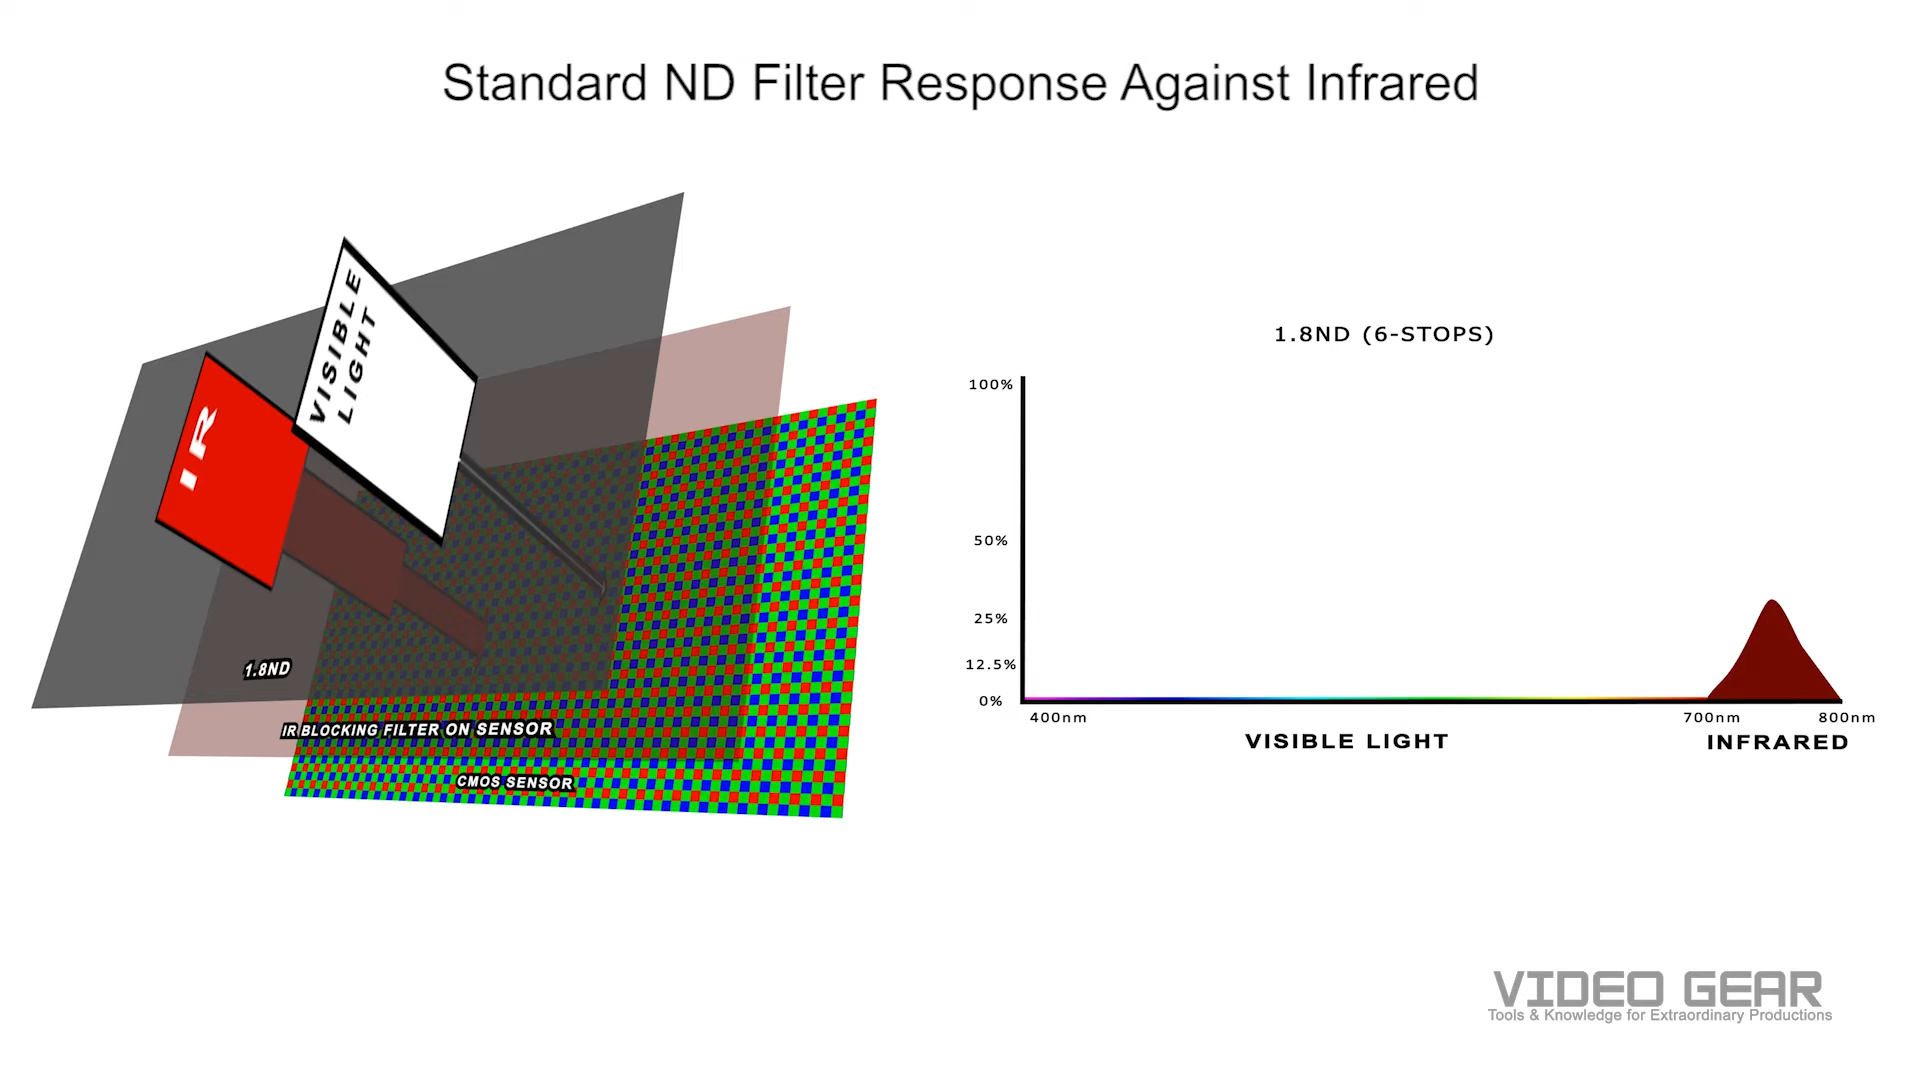 Standard ND Filter Response Against Infrared
VISIBLE
LIGHT
IR
1.8ND
IR BLOCKING FILTER ON SENSOR
CMOS SENSOR
1.8ND (6-STOPS)
100%
50%
25%
12.5%
0%
400nm
700nm
800nm
VISIBLE LIGHT
INFRARED
VIDEO GEAR
Tools & Knowledge for Extraordinary Productions